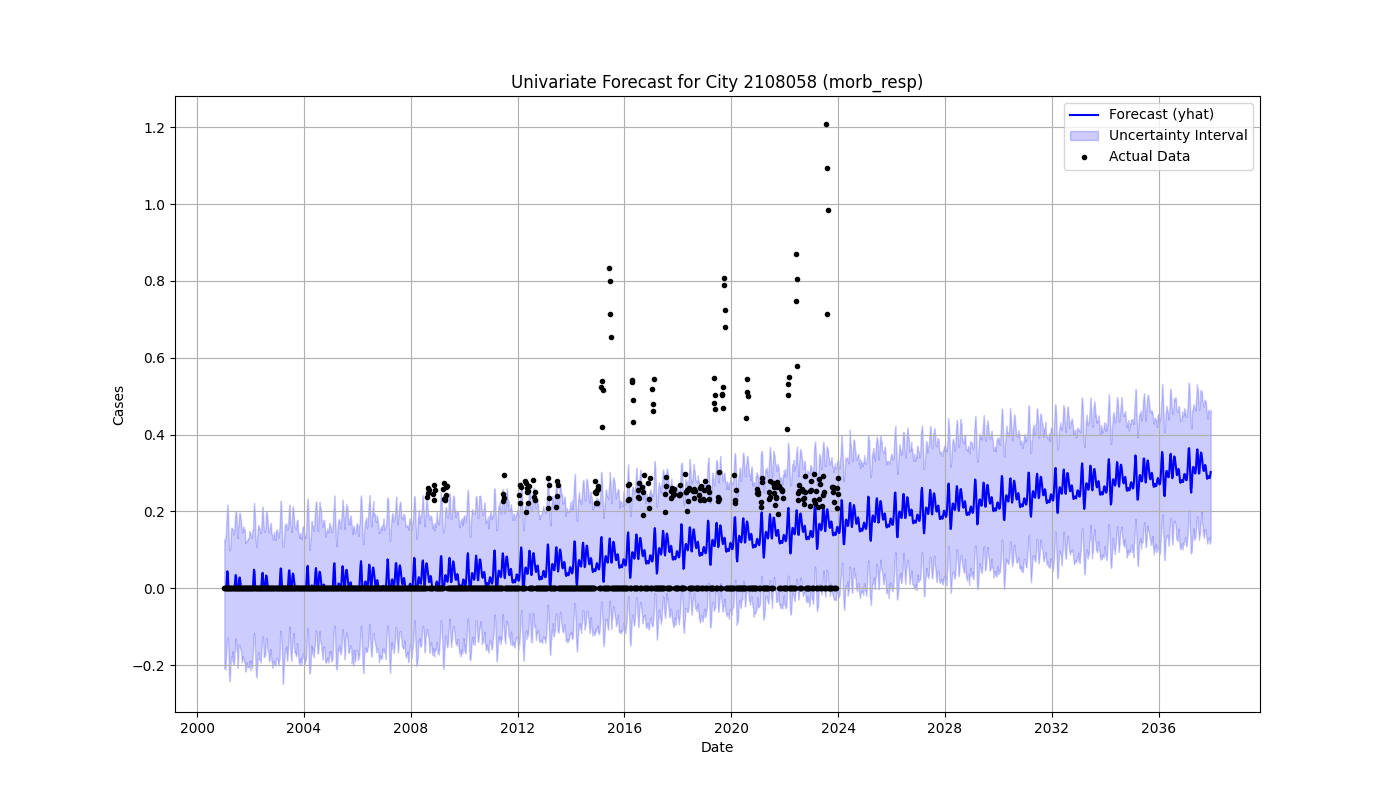 Univariate Forecast for City 2108058 (morb_resp)
Forecast (yhat)
Uncertainty Interval
Actual Data
Cases
1.2
1.0
0.8
0.6
0.4
0.2
0.0
−0.2
2000 2004 2008 2012 2016 2020 2024 2028 2032 2036
Date